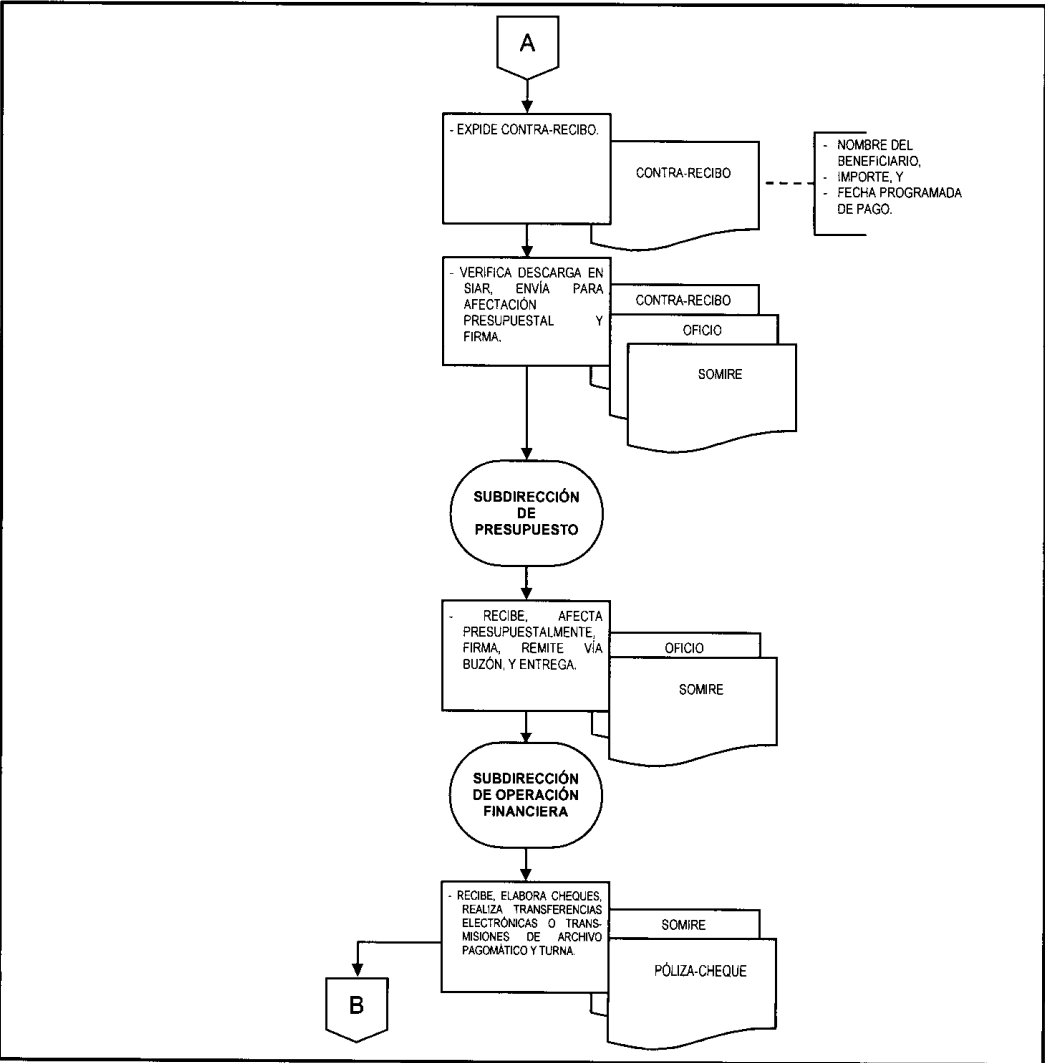 A
- EXPIDE CONTRA-RECIBO.
CONTRA-RECIBO
- NOMBRE DEL
BENEFICIARIO,
- IMPORTE, Y
- FECHA PROGRAMADA
DE PAGO.
- VERIFICA DESCARGA EN
SIAR, ENVÍA PARA
AFECTACIÓN
PRESUPUESTAL Y
FIRMA.
CONTRA-RECIBO
OFICIO
SOMIRE
SUBDIRECCIÓN
DE
PRESUPUESTO
- RECIBE, AFECTA
PRESUPUESTALMENTE,
FIRMA, REMITE VÍA
BUZÓN, Y ENTREGA.
OFICIO
SOMIRE
SUBDIRECCIÓN
DE OPERACIÓN
FINANCIERA
- RECIBE, ELABORA CHEQUES,
REALIZA TRANSFERENCIAS
ELECTRÓNICAS O TRANS-
MISIONES DE ARCHIVO
PAGOMÁTICO Y TURNA.
SOMIRE
PÓLIZA-CHEQUE
B